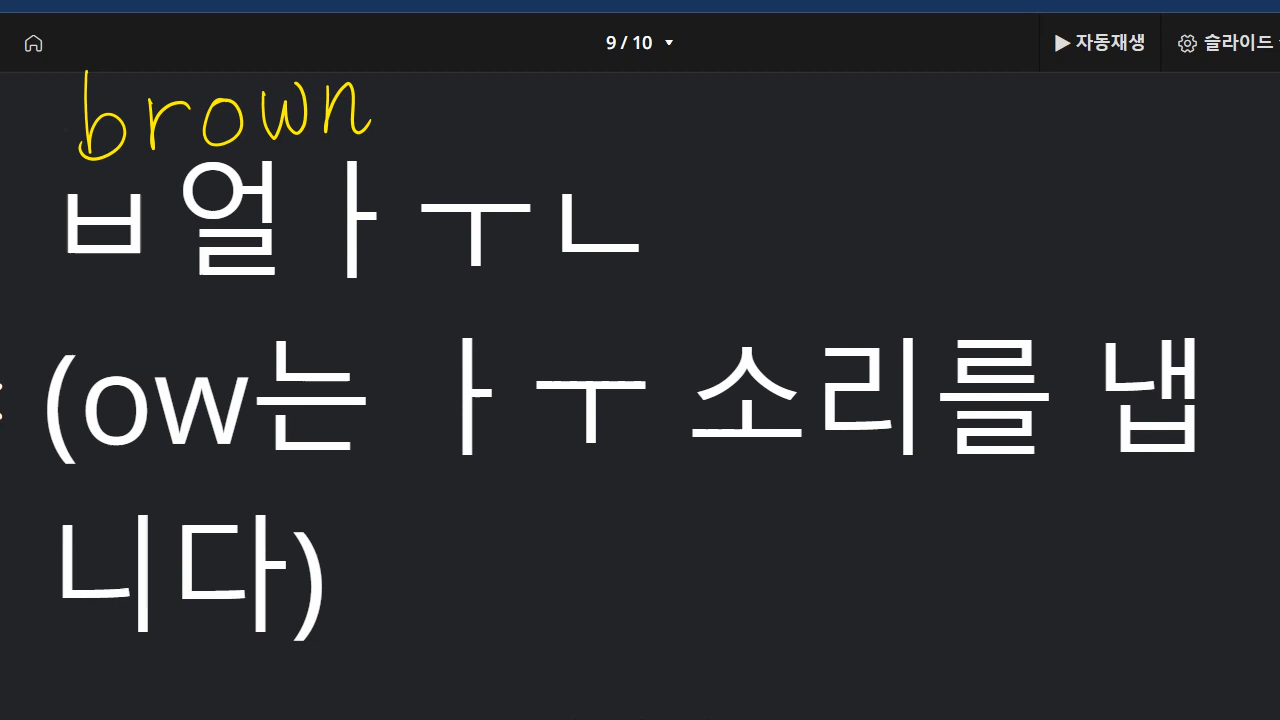 9 / 10
▶ 자동재생
슬라이드
brown
ㅂ얼ㅏㅜㄴ
(ow는 ㅏㅜ 소리를 냅
니다)